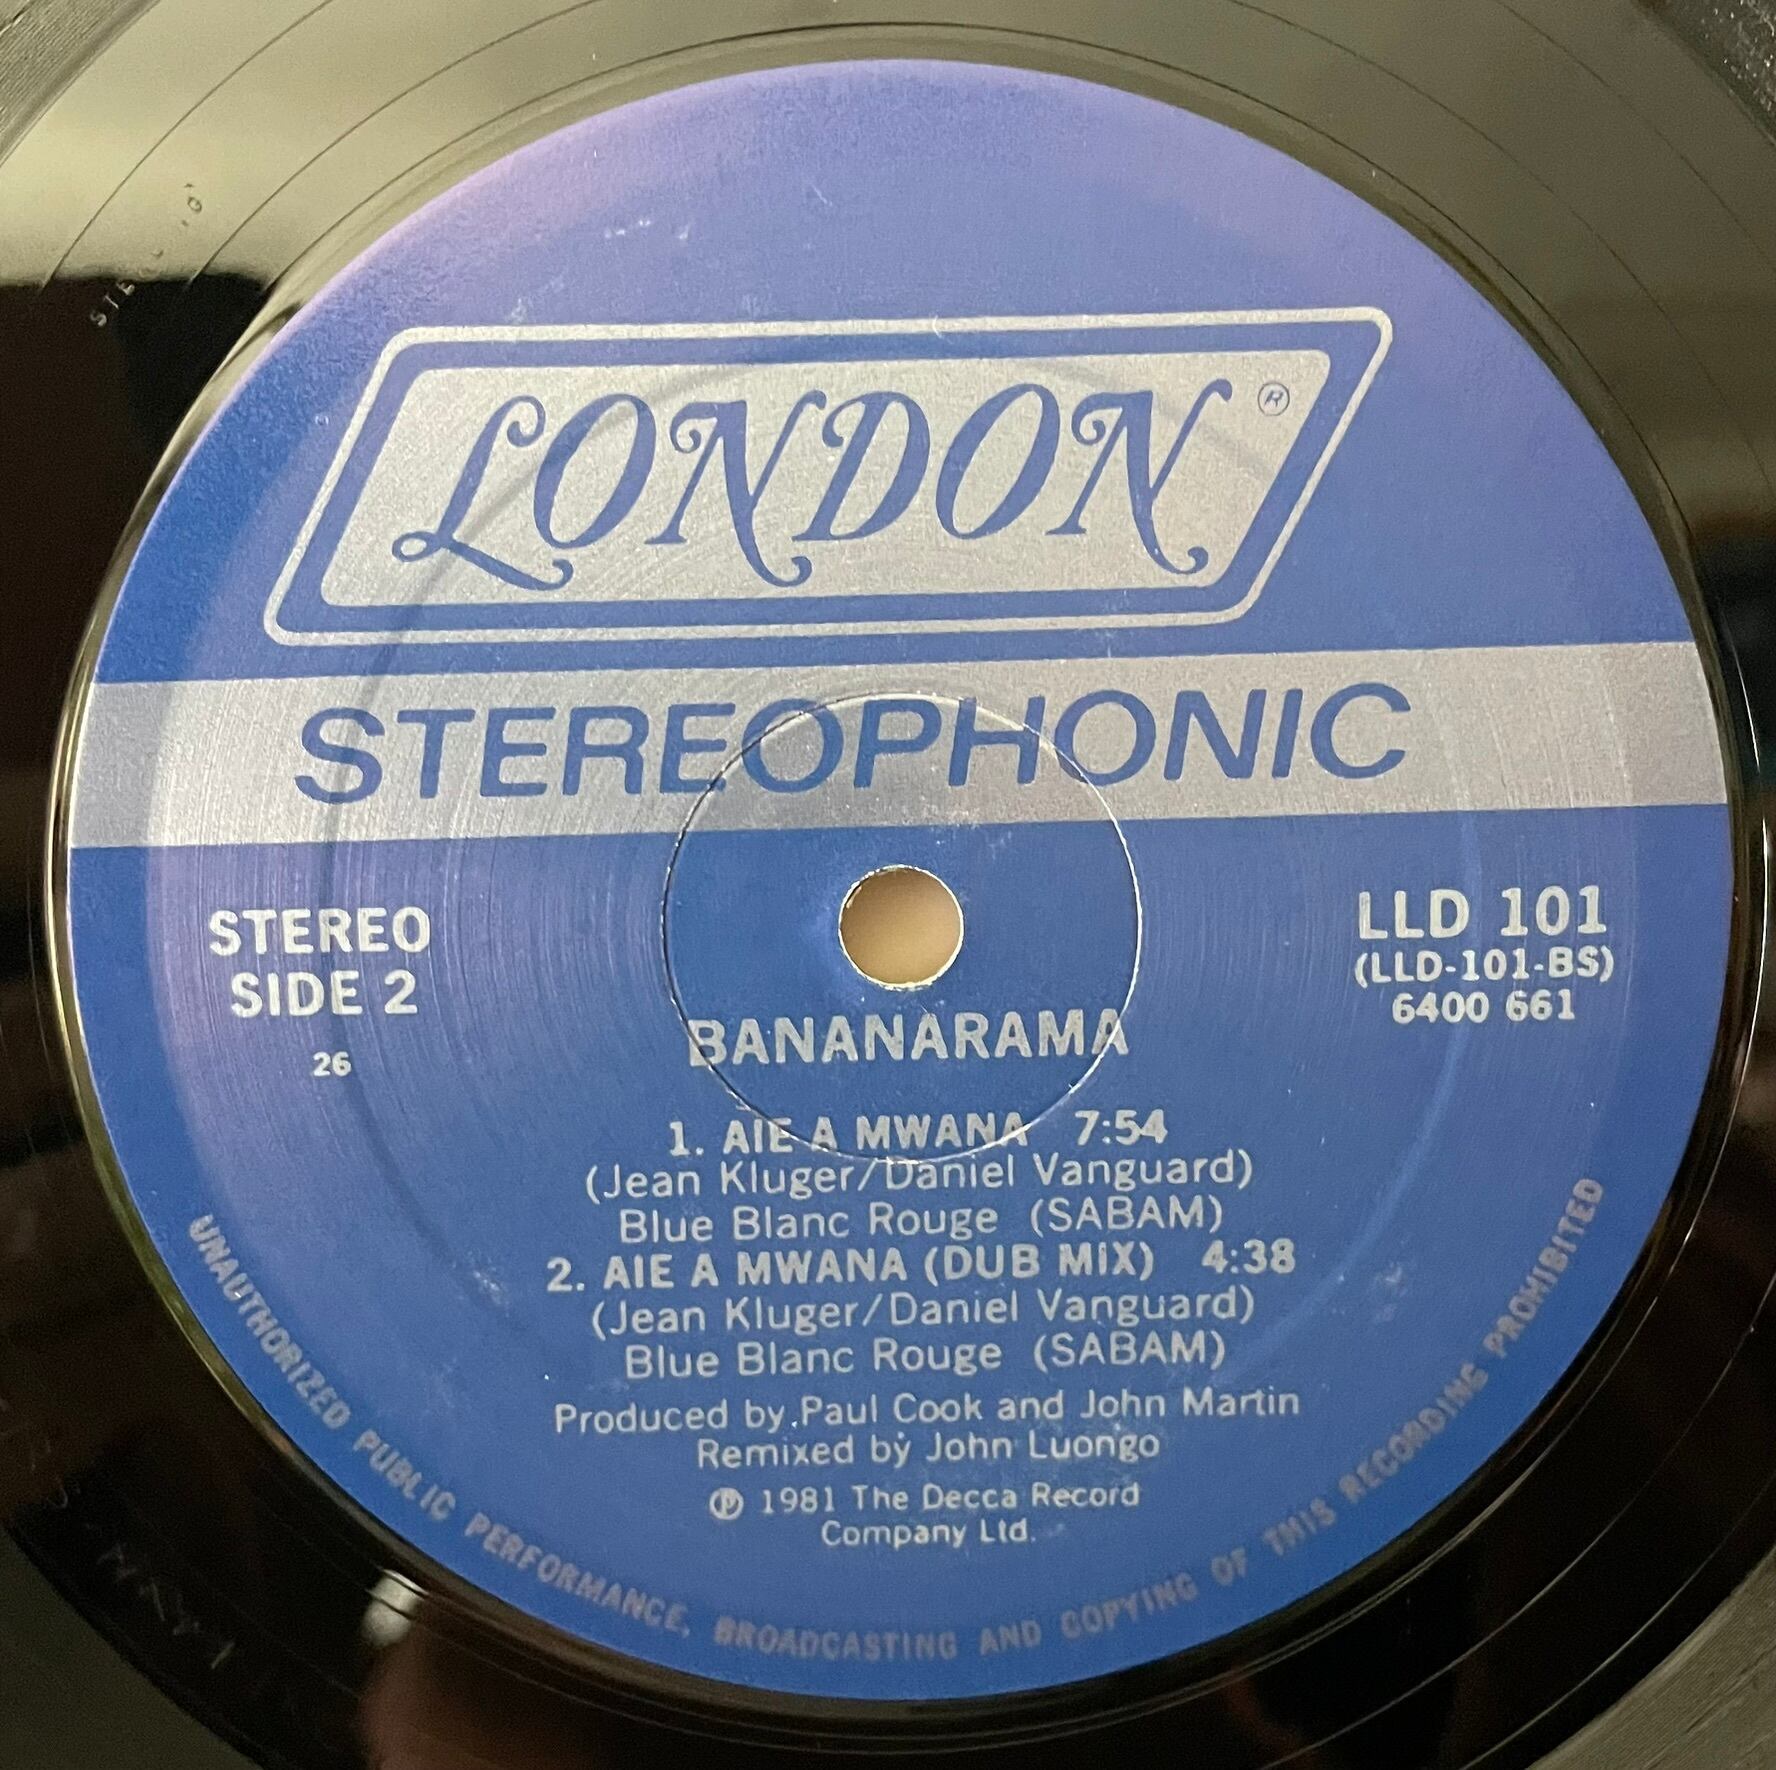 LONDON ®
STEREOPHONIC
STEREO
SIDE 2
26
LLD 101
(LLD-101-BS)
6400 661
BANANARAMA
1. AIE A MWANA 7:54
(Jean Kluger/Daniel Vanguard)
Blue Blanc Rouge (SABAM)
2. AIE A MWANA (DUB MIX) 4:38
(Jean Kluger/Daniel Vanguard)
Blue Blanc Rouge (SABAM)
Produced by Paul Cook and John Martin
Remixed by John Luongo
℗ 1981 The Decca Record
Company Ltd.
UNAUTHORIZED PUBLIC PERFORMANCE, BROADCASTING AND COPYING OF THIS RECORDING PROHIBITED